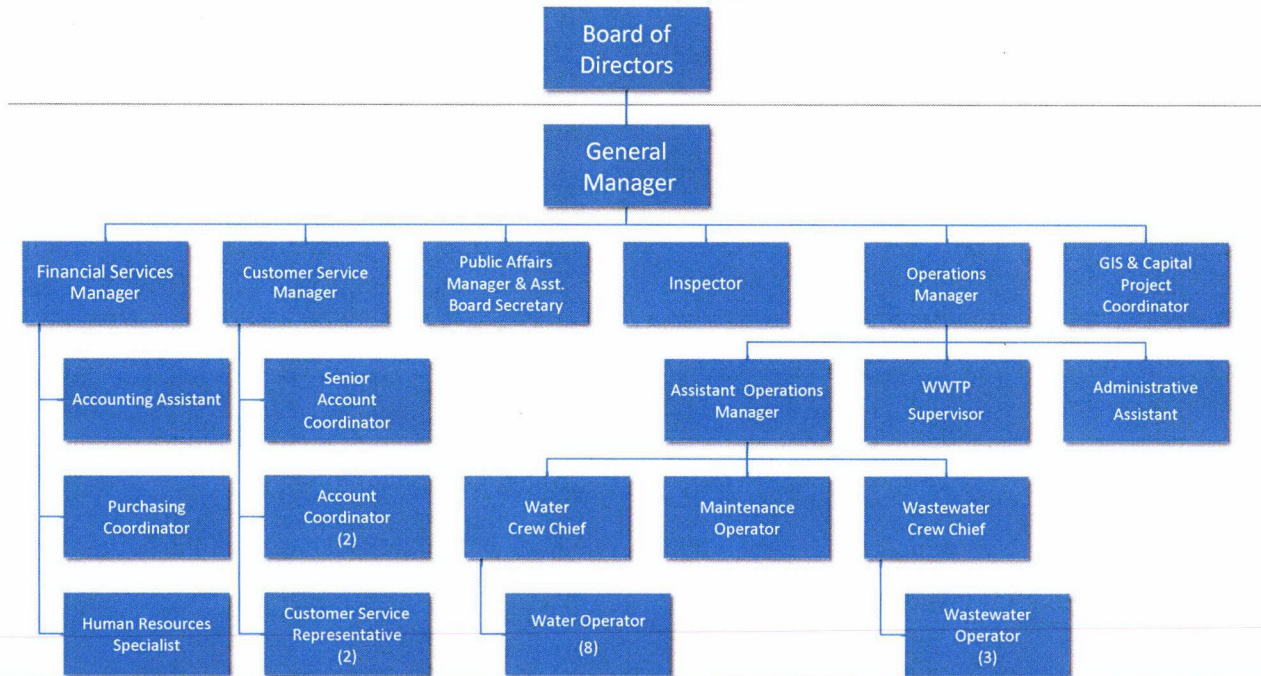 Board of
Directors
General
Manager
Financial Services
Manager
Customer Service
Manager
Public Affairs
Manager & Asst.
Board Secretary
Inspector
Operations
Manager
GIS & Capital
Project
Coordinator
Accounting Assistant
Senior
Account
Coordinator
Assistant Operations
Manager
WWTP
Supervisor
Administrative
Assistant
Purchasing
Coordinator
Account
Coordinator
(2)
Water
Crew Chief
Maintenance
Operator
Wastewater
Crew Chief
Human Resources
Specialist
Customer Service
Representative
(2)
Water Operator
(8)
Wastewater
Operator
(3)